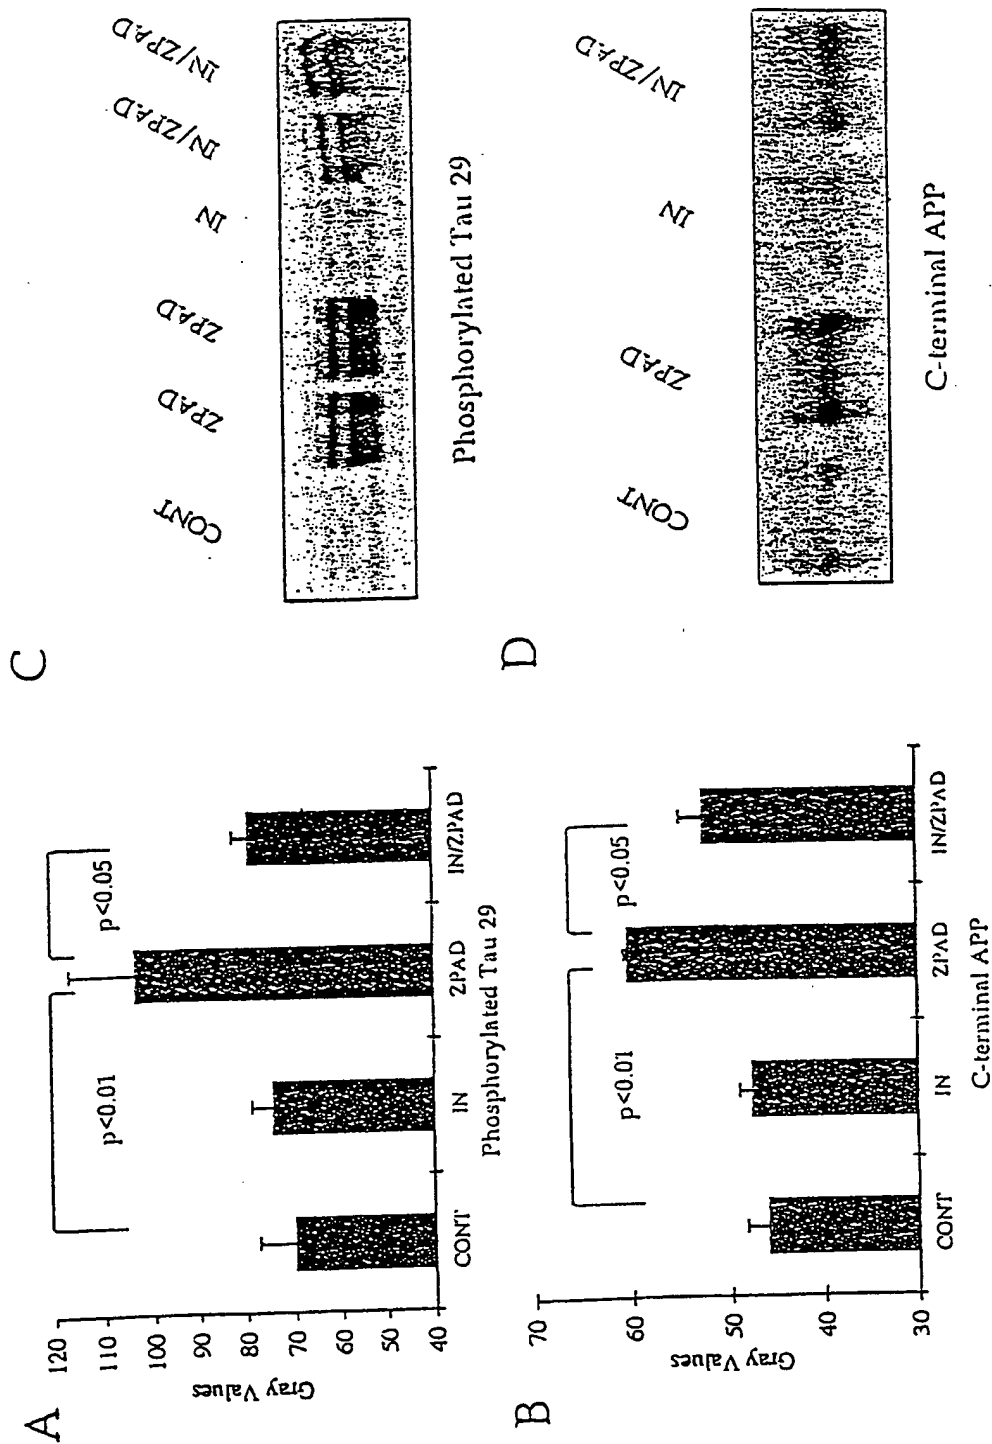 A
Gray Values
120
110
100
90
80
70
60
50
40
p<0.01
p<0.05
CONT
IN
ZPAD
IN/ZPAD
Phosphorylated Tau 29
C
CONT
ZPAD
ZPAD
IN
IN/ZPAD
IN/ZPAD
Phosphorylated Tau 29
B
Gray Values
70
60
50
40
30
p<0.01
p<0.05
CONT
IN
ZPAD
IN/ZPAD
C-terminal APP
D
CONT
ZPAD
IN
IN/ZPAD
C-terminal APP